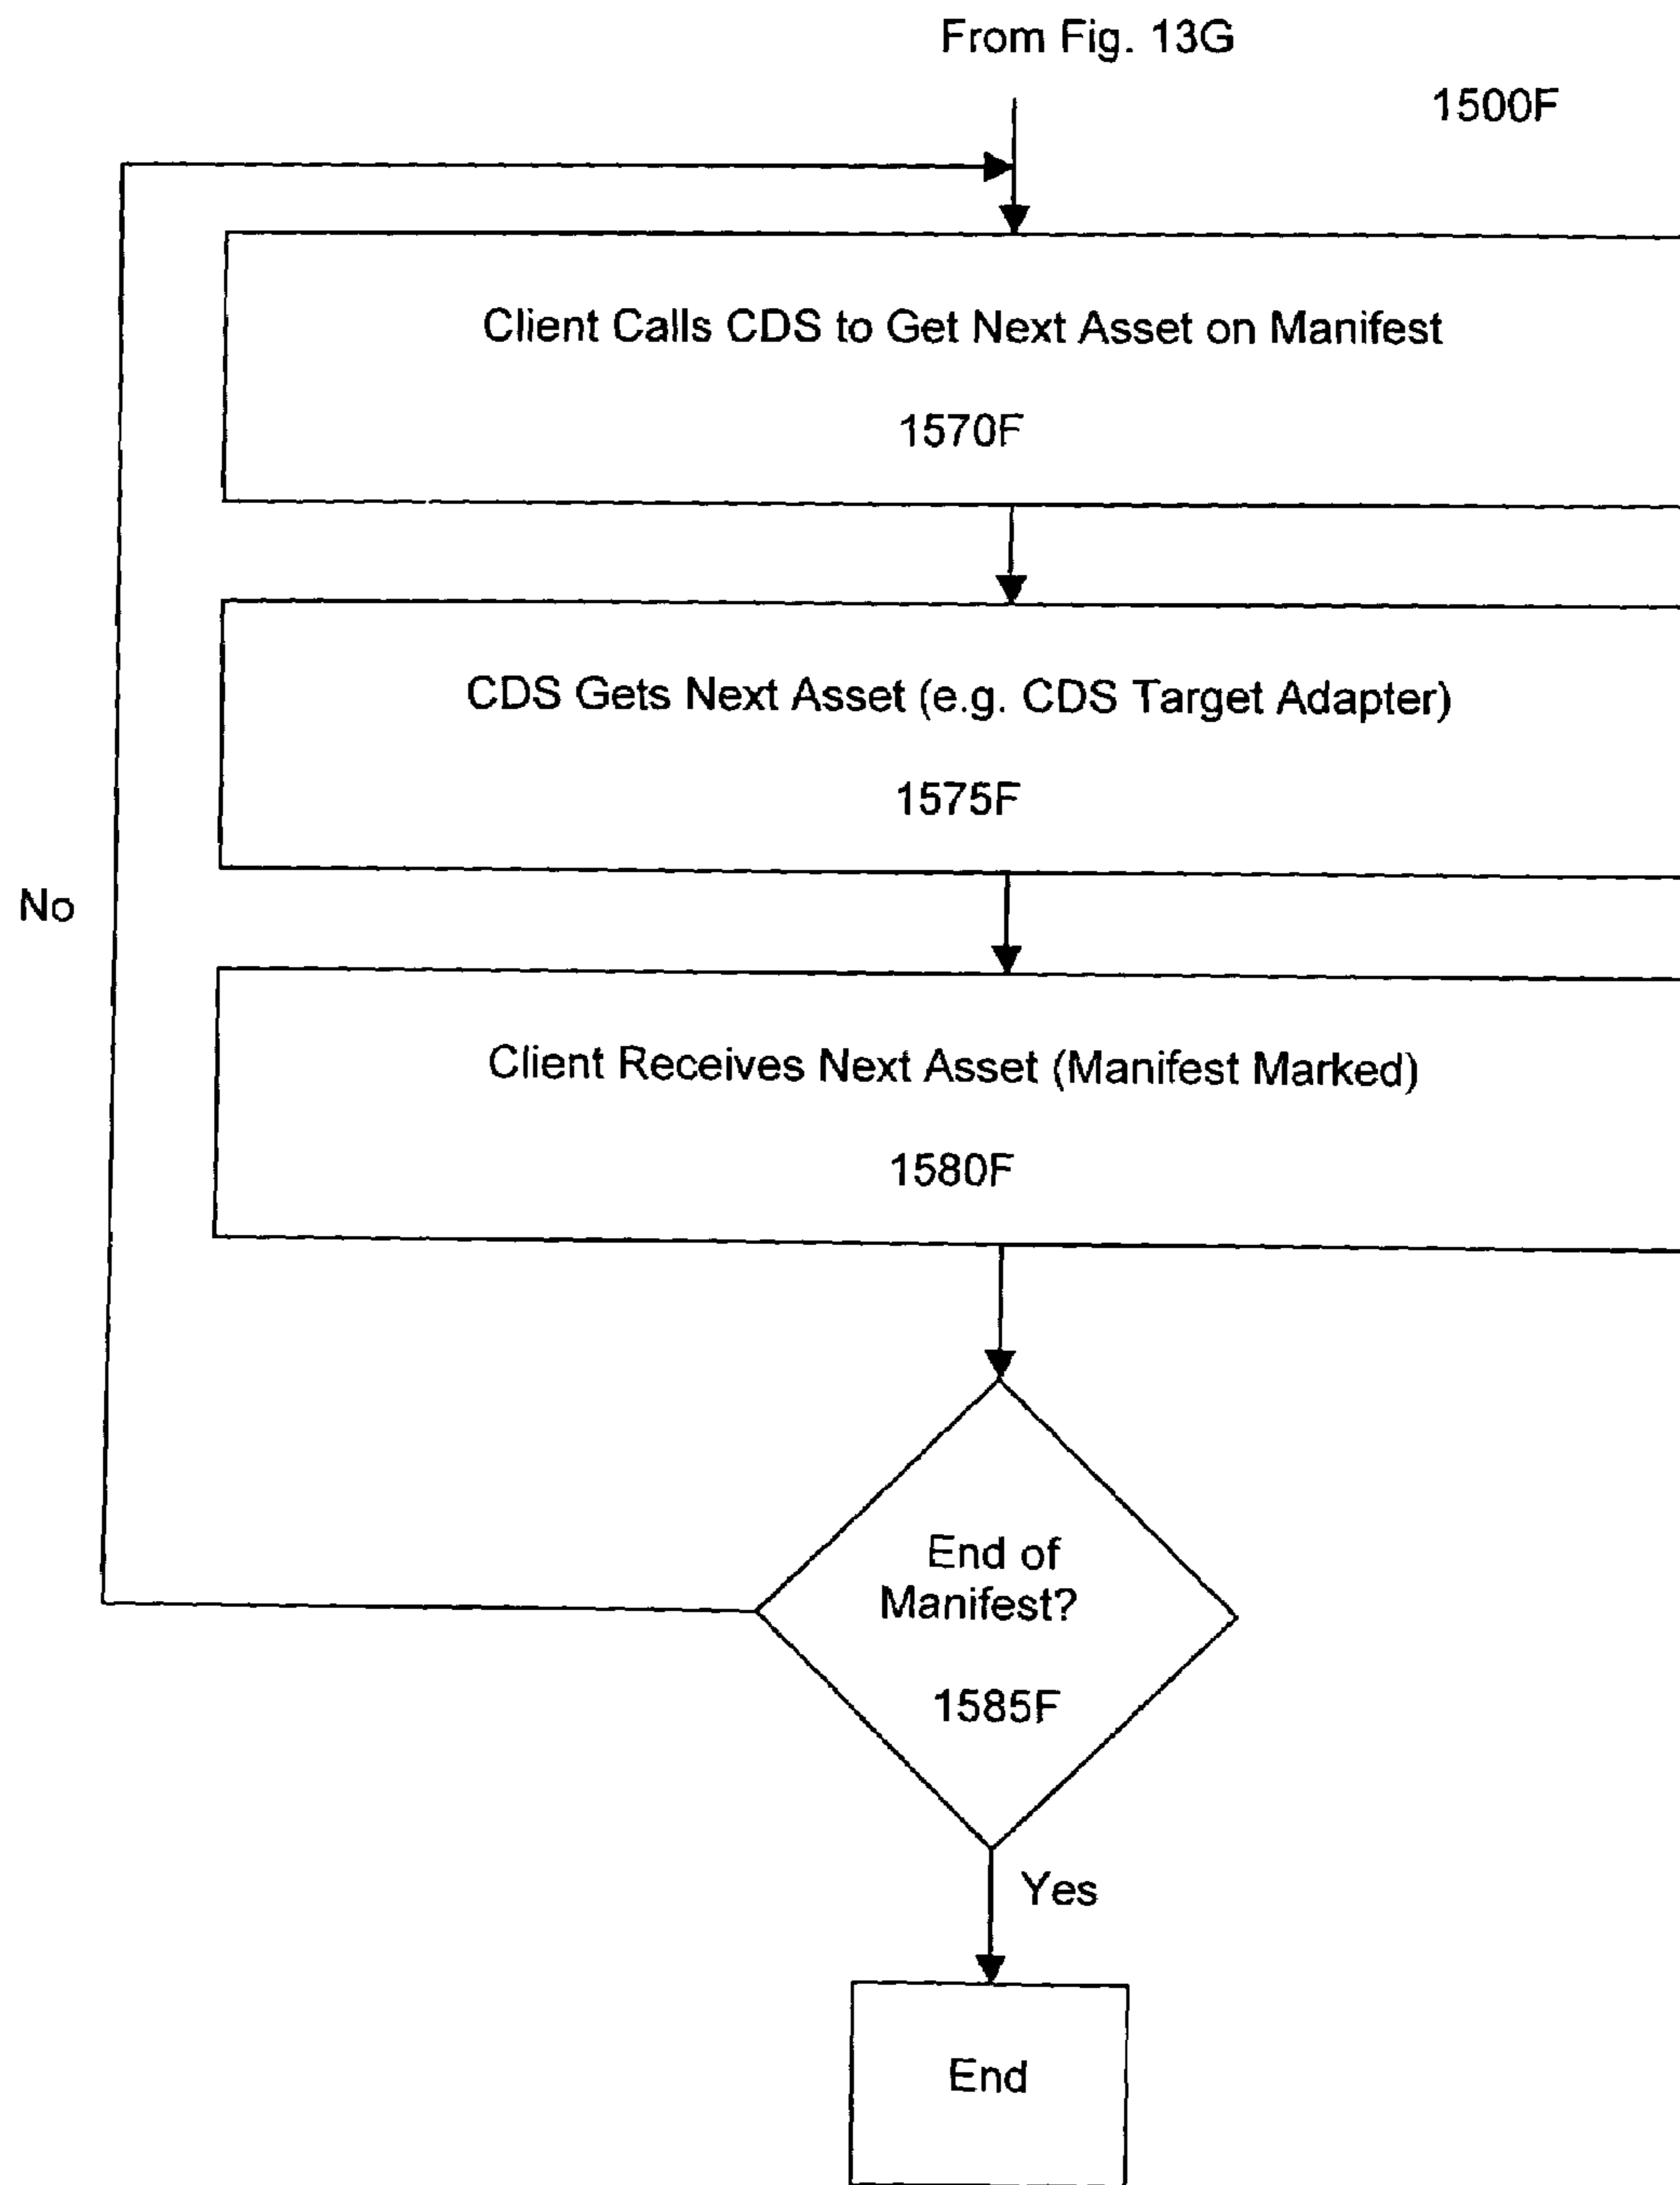 From Fig. 13G
1500F
Client Calls CDS to Get Next Asset on Manifest
1570F
CDS Gets Next Asset (e.g. CDS Target Adapter)
1575F
No
Client Receives Next Asset (Manifest Marked)
1580F
End of
Manifest?
1585F
Yes
End